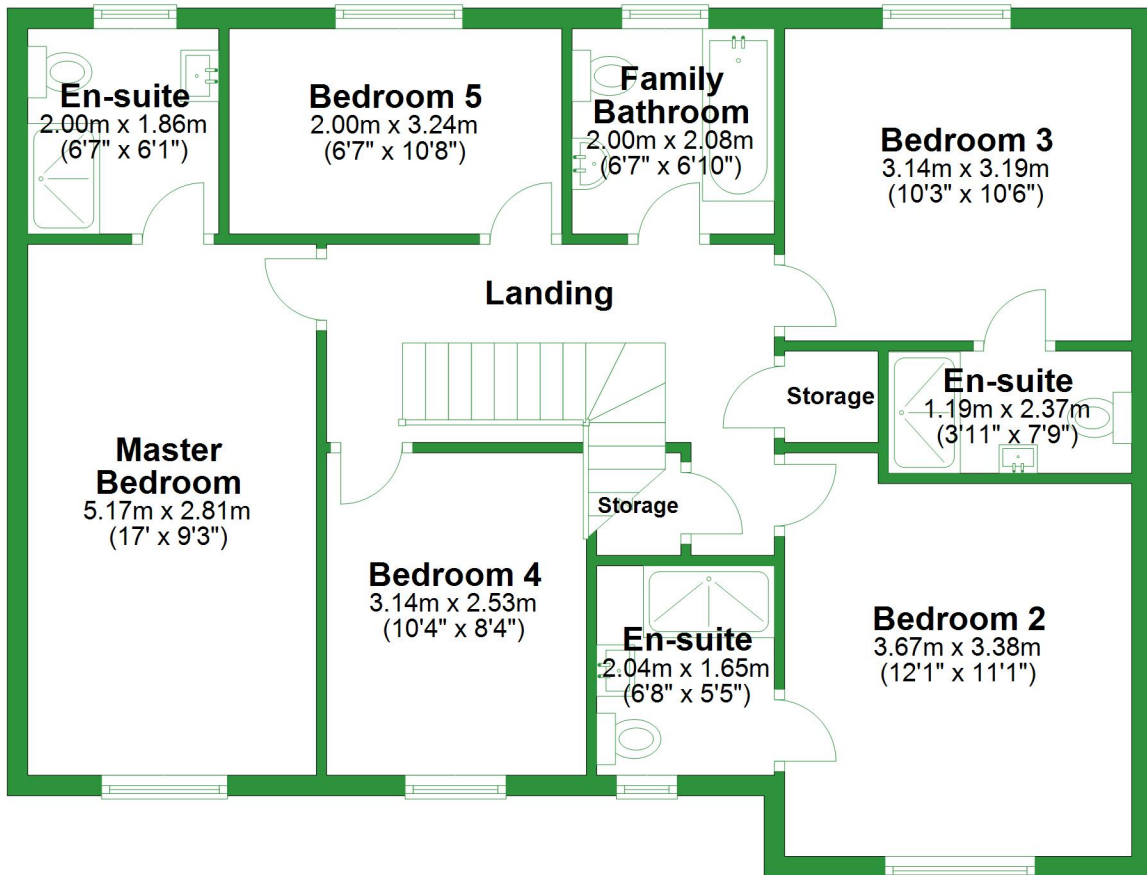 En-suite
2.00m x 1.86m
(6'7" x 6'1")
Bedroom 5
2.00m x 3.24m
(6'7" x 10'8")
Family
Bathroom
2.00m x 2.08m
(6'7" x 6'10")
Bedroom 3
3.14m x 3.19m
(10'3" x 10'6")
Landing
Storage
En-suite
1.19m x 2.37m
(3'11" x 7'9")
Master
Bedroom
5.17m x 2.81m
(17' x 9'3")
Storage
Bedroom 4
3.14m x 2.53m
(10'4" x 8'4")
En-suite
2.04m x 1.65m
(6'8" x 5'5")
Bedroom 2
3.67m x 3.38m
(12'1" x 11'1")